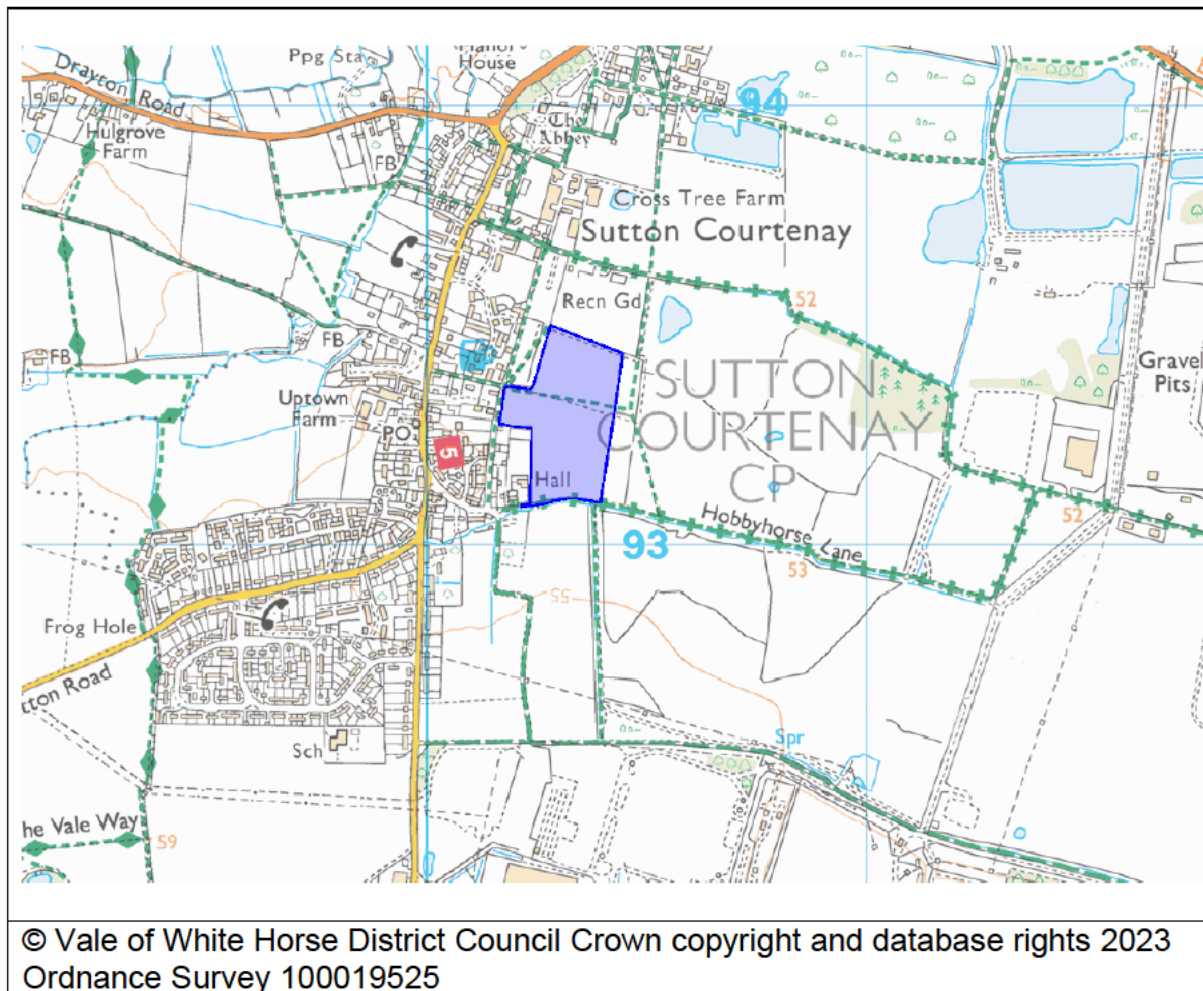 Ppg Sta
Manor
House
Drayton Road
Hulgrove
Farm
FB
The
Abbey
94
Cross Tree Farm
Sutton Courtenay
Recn Gd
52
FB
FB
SUTTON
COURTENAY
CP
Gravel
Pits
Uptown
Farm
PO
5
Hall
Hobbyhorse Lane
52
93
53
55
Frog Hole
tton Road
Sch
Spr
he Vale Way
59
© Vale of White Horse District Council Crown copyright and database rights 2023
Ordnance Survey 100019525